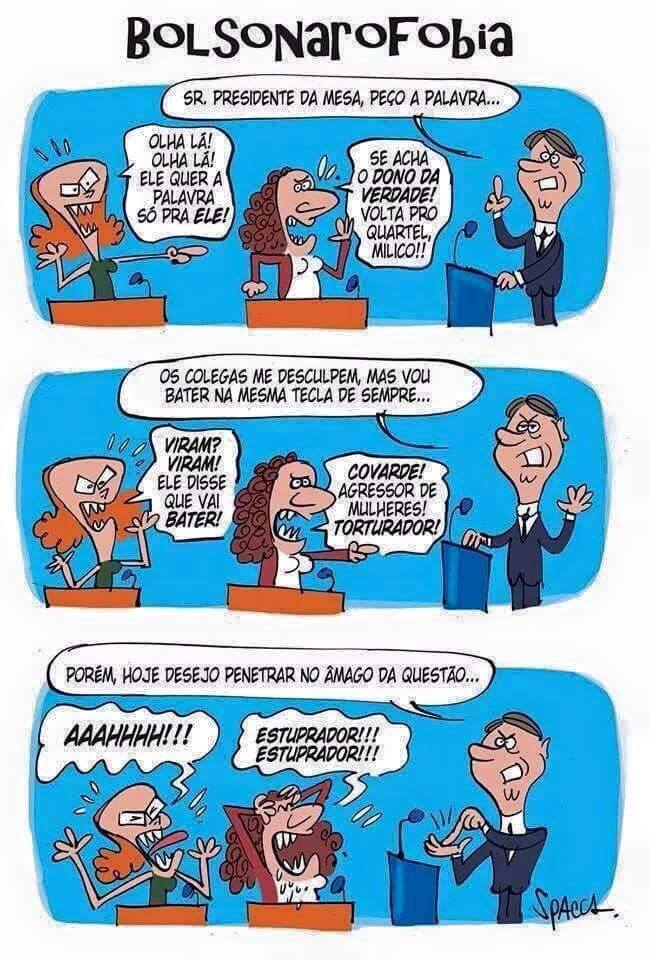 BOLSONAROFOBIA
SR. PRESIDENTE DA MESA, PEÇO A PALAVRA...
OLHA LÁ!
OLHA LÁ!
ELE QUER A
PALAVRA
SÓ PRA ELE!
SE ACHA
O DONO DA
VERDADE!
VOLTA PRO
QUARTEL,
MILICO!!
OS COLEGAS ME DESCULPEM, MAS VOU
BATER NA MESMA TECLA DE SEMPRE...
VIRAM?
VIRAM!
ELE DISSE
QUE VAI
BATER!
COVARDE!
AGRESSOR DE
MULHERES!
TORTURADOR!
PORÉM, HOJE DESEJO PENETRAR NO ÂMAGO DA QUESTÃO...
AAAHHHH!!!
ESTUPRADOR!!!
ESTUPRADOR!!!
SPACCA.